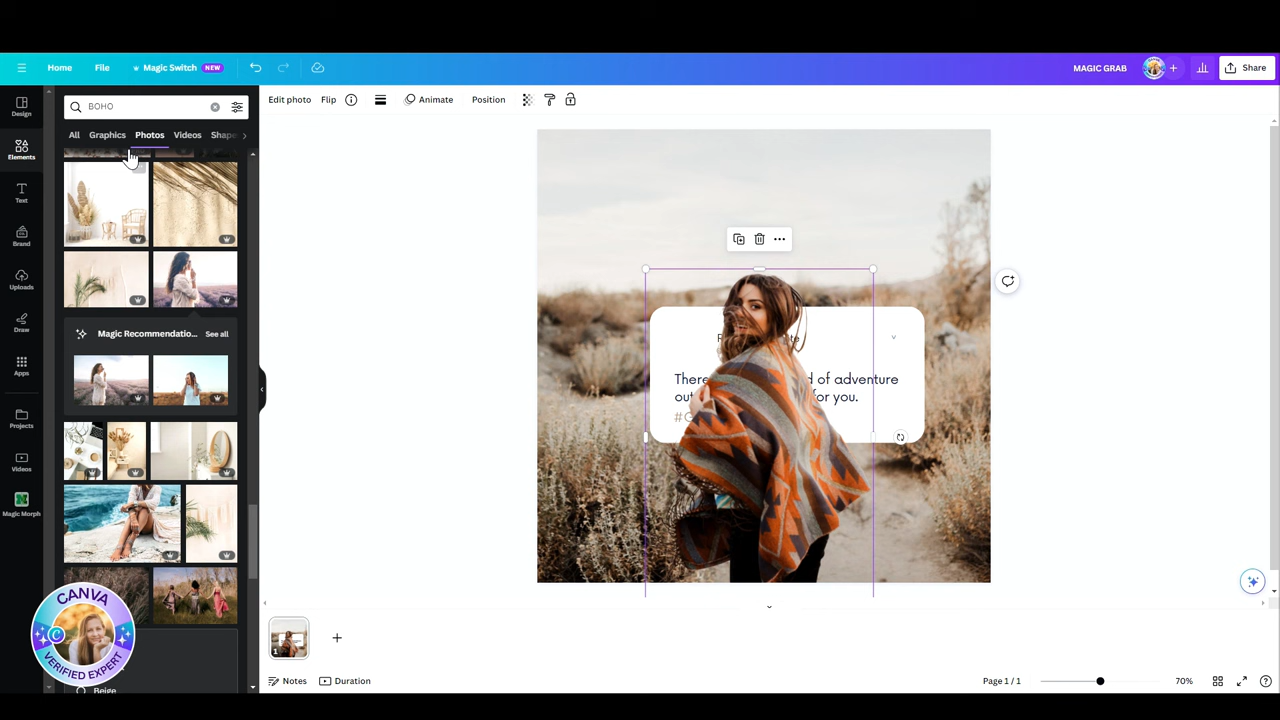 Home File Magic Switch NEW MAGIC GRAB Share
BOHO
Edit photo Flip Animate Position
Design
All Graphics Photos Videos Shape
Elements
Text
Brand
Uploads
Draw
Magic Recommendatio... See all
Apps
Projects
Videos
Magic Morph
There d of adventure
out for you.
#G
CANVA
VERIFIED EXPERT
Beige
1
Notes Duration Page 1 / 1 70%